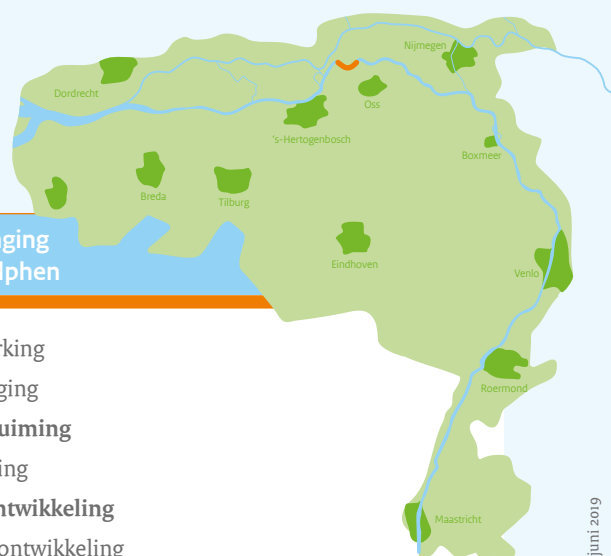 Nijmegen
Dordrecht
Oss
's-Hertogenbosch
Boxmeer
Breda
Tilburg
Eindhoven
Venlo
Roermond
Maastricht
ging
lphen
rking
ging
uiming
ing
ntwikkeling
ontwikkeling
juni 2019